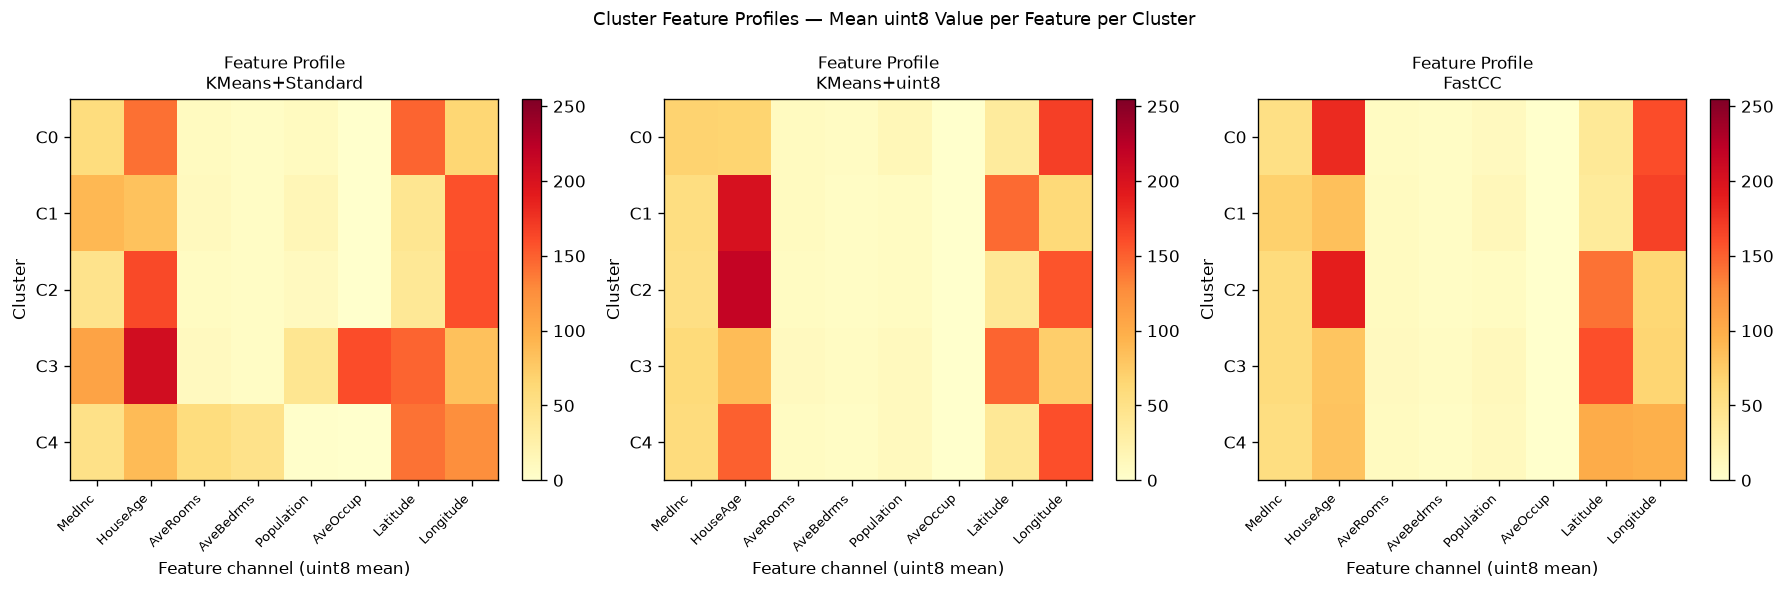 Cluster Feature Profiles — Mean uint8 Value per Feature per Cluster
Feature Profile
KMeans+Standard
C0
C1
C2
C3
C4
Cluster
MedInc
HouseAge
AveRooms
AveBedrms
Population
AveOccup
Latitude
Longitude
Feature channel (uint8 mean)
250
200
150
100
50
0
Feature Profile
KMeans+uint8
C0
C1
C2
C3
C4
Cluster
MedInc
HouseAge
AveRooms
AveBedrms
Population
AveOccup
Latitude
Longitude
Feature channel (uint8 mean)
250
200
150
100
50
0
Feature Profile
FastCC
C0
C1
C2
C3
C4
Cluster
MedInc
HouseAge
AveRooms
AveBedrms
Population
AveOccup
Latitude
Longitude
Feature channel (uint8 mean)
250
200
150
100
50
0